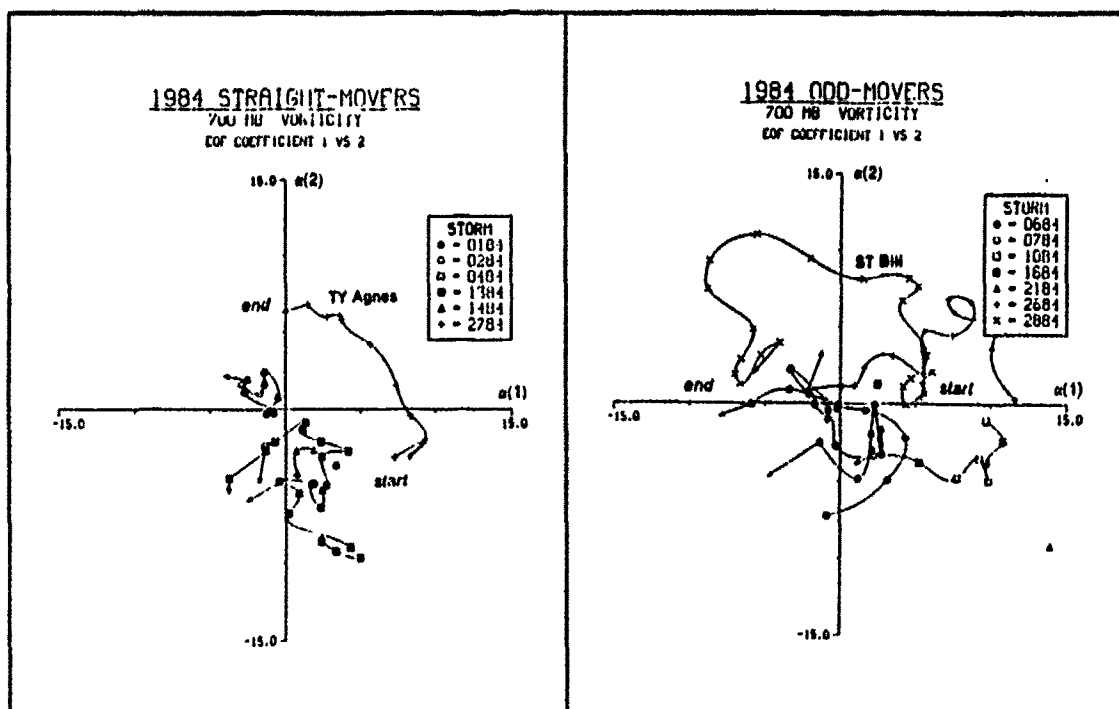 1984 STRAIGHT-MOVERS
700 MB VORTICITY
EOF COEFFICIENT 1 VS 2
15.0 α(2)
STORM
0184
0284
0484
1384
1484
2784
end
TY Agnes
α(1)
-15.0
15.0
start
-15.0
1984 ODD-MOVERS
700 MB VORTICITY
EOF COEFFICIENT 1 VS 2
15.0 α(2)
STORM
0684
0784
1084
1684
2184
2684
2884
ST Bill
end
start
α(1)
-15.0
15.0
-15.0